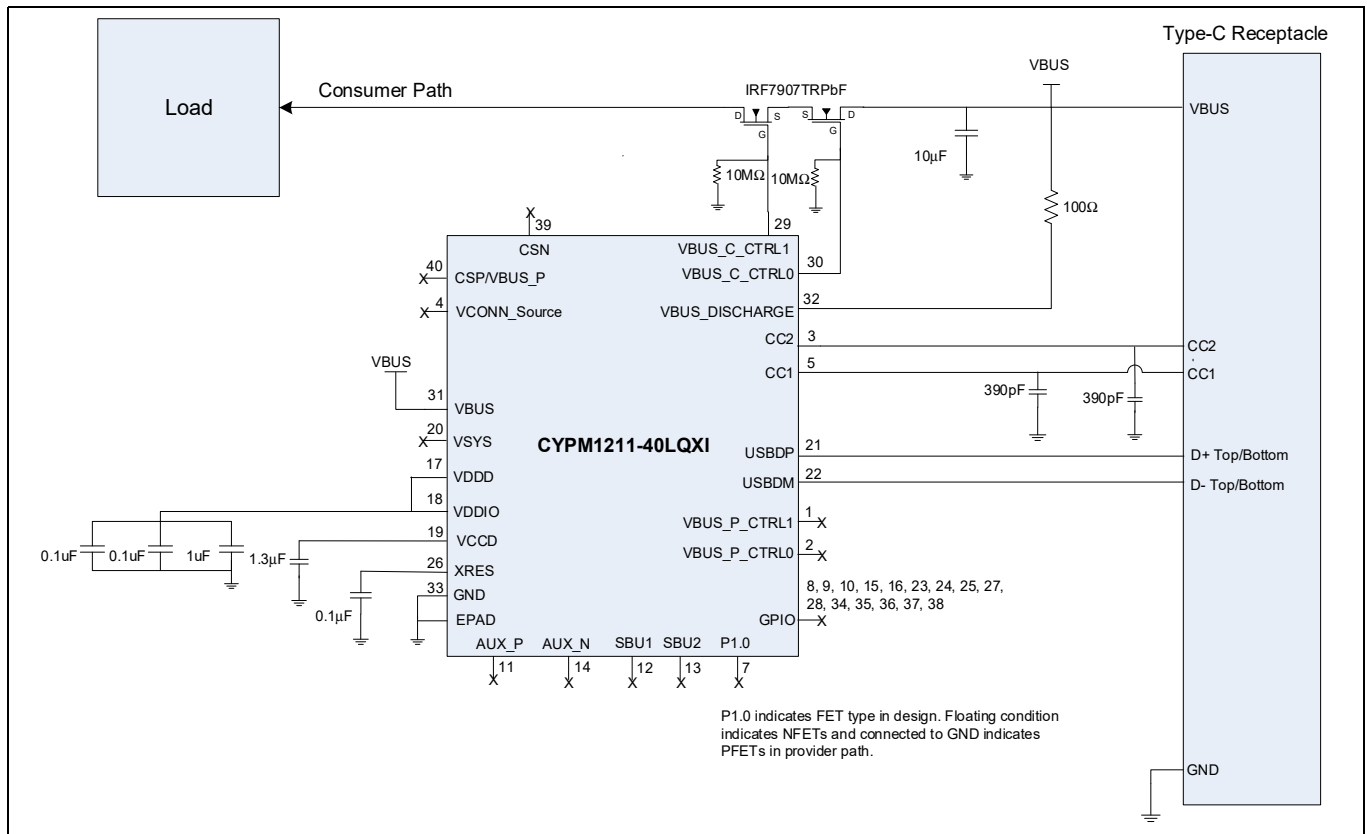 Type-C Receptacle
VBUS
Load
Consumer Path
IRF7907TRPbF
D
S
G
S
D
G
VBUS
10μF
10MΩ
10MΩ
100Ω
X
39
29
CSN
VBUS_C_CTRL1
40
X
CSP/VBUS_P
VBUS_C_CTRL0
30
4
X
VCONN_Source
VBUS_DISCHARGE
32
CC2
3
CC2
CC1
5
CC1
VBUS
31
VBUS
390pF
390pF
20
X
VSYS
CYPM1211-40LQXI
17
VDDD
USBDP
21
D+ Top/Bottom
USBDM
22
D- Top/Bottom
18
VDDIO
VBUS_P_CTRL1
1
X
19
VCCD
VBUS_P_CTRL0
2
X
0.1uF
0.1uF
1uF
1.3μF
26
XRES
33
GND
8, 9, 10, 15, 16, 23, 24, 25, 27,
28, 34, 35, 36, 37, 38
0.1μF
EPAD
GPIO
X
AUX_P
AUX_N
SBU1
SBU2
P1.0
11
14
12
13
7
X
X
X
X
X
P1.0 indicates FET type in design. Floating condition
indicates NFETs and connected to GND indicates
PFETs in provider path.
GND